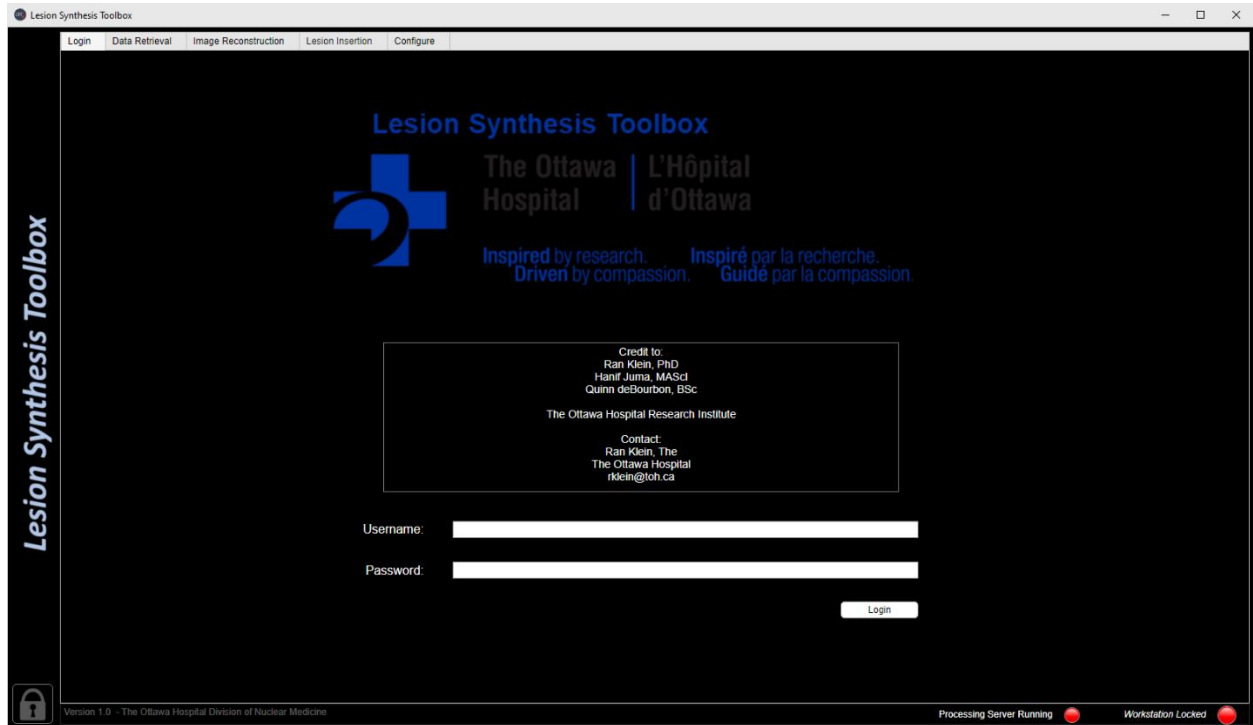 Lesion Synthesis Toolbox
Login Data Retrieval Image Reconstruction Lesion Insertion Configure
Lesion Synthesis Toolbox
The Ottawa Hospital
L'Hôpital d'Ottawa
Inspired by research.
Driven by compassion.
Inspiré par la recherche.
Guidé par la compassion.
Lesion Synthesis Toolbox
Credit to:
Ran Klein, PhD
Hanif Juma, MAScI
Quinn deBourbon, BSc
The Ottawa Hospital Research Institute
Contact:
Ran Klein, The
The Ottawa Hospital
rklein@toh.ca
Username:
Password:
Login
Version 1.0 - The Ottawa Hospital Division of Nuclear Medicine
Processing Server Running
Workstation Locked